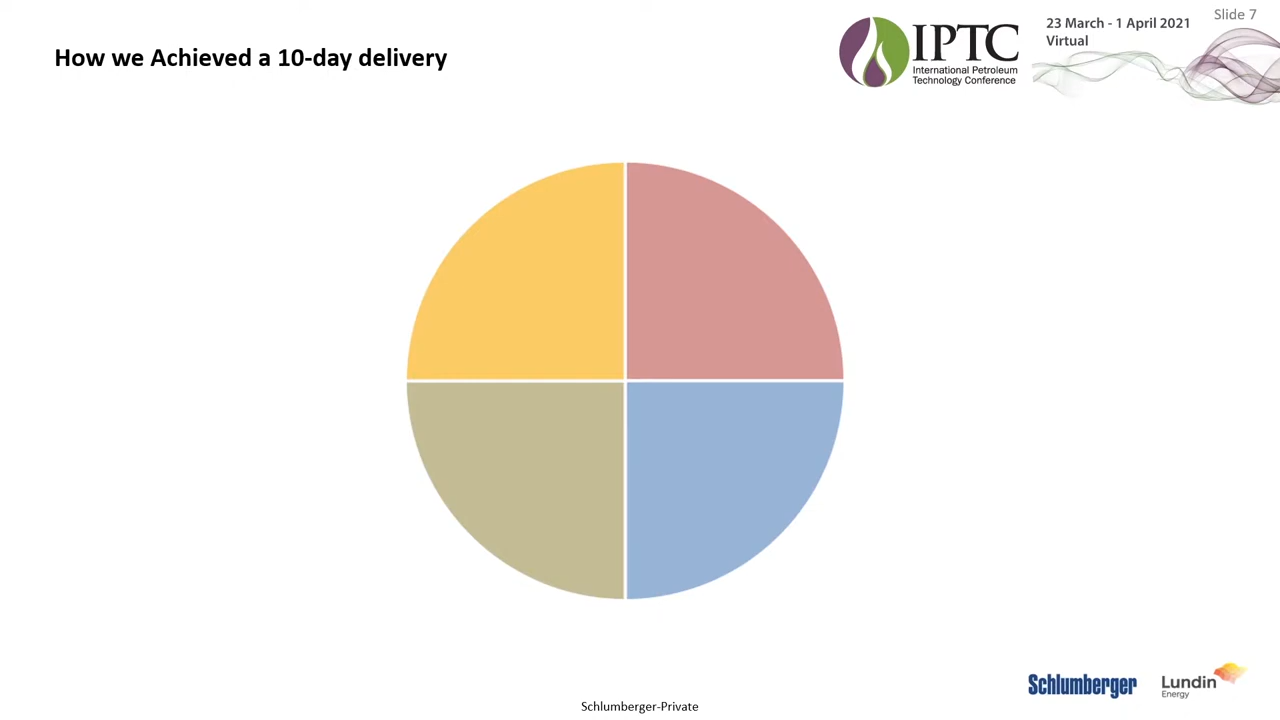 Slide 7
23 March - 1 April 2021
Virtual
How we Achieved a 10-day delivery
IPTC
International Petroleum
Technology Conference
Schlumberger
Lundin
Energy
Schlumberger-Private